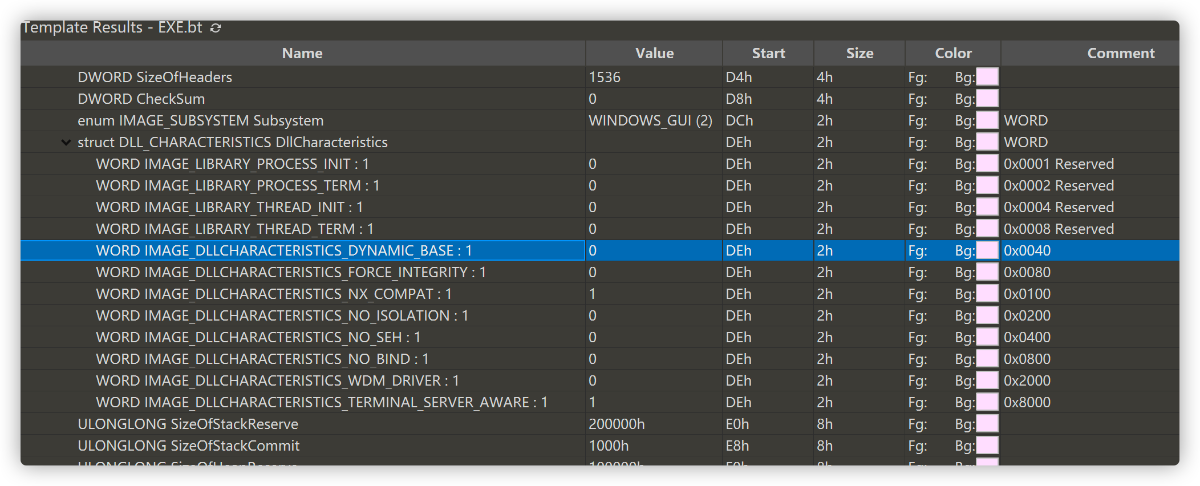 Template Results - EXE.bt
Name Value Start Size Color Comment
DWORD SizeOfHeaders 1536 D4h 4h Fg: Bg:
DWORD CheckSum 0 D8h 4h Fg: Bg:
enum IMAGE_SUBSYSTEM Subsystem WINDOWS_GUI (2) DCh 2h Fg: Bg: WORD
struct DLL_CHARACTERISTICS DllCharacteristics DEh 2h Fg: Bg: WORD
WORD IMAGE_LIBRARY_PROCESS_INIT : 1 0 DEh 2h Fg: Bg: 0x0001 Reserved
WORD IMAGE_LIBRARY_PROCESS_TERM : 1 0 DEh 2h Fg: Bg: 0x0002 Reserved
WORD IMAGE_LIBRARY_THREAD_INIT : 1 0 DEh 2h Fg: Bg: 0x0004 Reserved
WORD IMAGE_LIBRARY_THREAD_TERM : 1 0 DEh 2h Fg: Bg: 0x0008 Reserved
WORD IMAGE_DLLCHARACTERISTICS_DYNAMIC_BASE : 1 0 DEh 2h Fg: Bg: 0x0040
WORD IMAGE_DLLCHARACTERISTICS_FORCE_INTEGRITY : 1 0 DEh 2h Fg: Bg: 0x0080
WORD IMAGE_DLLCHARACTERISTICS_NX_COMPAT : 1 1 DEh 2h Fg: Bg: 0x0100
WORD IMAGE_DLLCHARACTERISTICS_NO_ISOLATION : 1 0 DEh 2h Fg: Bg: 0x0200
WORD IMAGE_DLLCHARACTERISTICS_NO_SEH : 1 0 DEh 2h Fg: Bg: 0x0400
WORD IMAGE_DLLCHARACTERISTICS_NO_BIND : 1 0 DEh 2h Fg: Bg: 0x0800
WORD IMAGE_DLLCHARACTERISTICS_WDM_DRIVER : 1 0 DEh 2h Fg: Bg: 0x2000
WORD IMAGE_DLLCHARACTERISTICS_TERMINAL_SERVER_AWARE : 1 1 DEh 2h Fg: Bg: 0x8000
ULONGLONG SizeOfStackReserve 200000h E0h 8h Fg: Bg:
ULONGLONG SizeOfStackCommit 1000h E8h 8h Fg: Bg:
ULONGLONG SizeOfHeapReserve 100000h F0h 8h Fg: Bg: